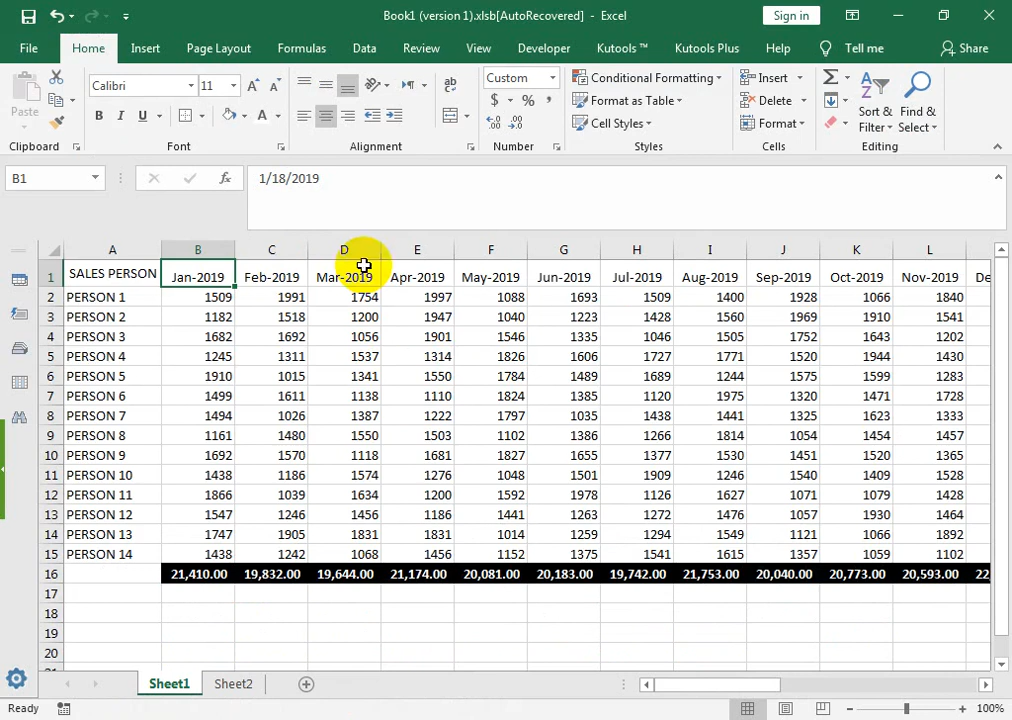 Book1 (version 1).xlsb[AutoRecovered] - Excel
Sign in
File Home Insert Page Layout Formulas Data Review View Developer Kutools ™ Kutools Plus Help Tell me Share
Paste
Calibri 11
B I U A
ab
Custom
$ % ,
Conditional Formatting
Format as Table
Cell Styles
Insert
Delete
Format
Σ
Sort & Filter
Find & Select
Clipboard Font Alignment Number Styles Cells Editing
B1 fx 1/18/2019
A B C D E F G H I J K L
1 SALES PERSON Jan-2019 Feb-2019 Mar-2019 Apr-2019 May-2019 Jun-2019 Jul-2019 Aug-2019 Sep-2019 Oct-2019 Nov-2019 De
2 PERSON 1 1509 1991 1754 1997 1088 1693 1509 1400 1928 1066 1840
3 PERSON 2 1182 1518 1200 1947 1040 1223 1428 1560 1969 1910 1541
4 PERSON 3 1682 1692 1056 1901 1546 1335 1046 1505 1752 1643 1202
5 PERSON 4 1245 1311 1537 1314 1826 1606 1727 1771 1520 1944 1430
6 PERSON 5 1910 1015 1341 1550 1784 1489 1689 1244 1575 1599 1283
7 PERSON 6 1499 1611 1138 1110 1824 1385 1120 1975 1320 1471 1728
8 PERSON 7 1494 1026 1387 1222 1797 1035 1438 1441 1325 1623 1333
9 PERSON 8 1161 1480 1550 1503 1102 1386 1266 1814 1054 1454 1457
10 PERSON 9 1692 1570 1118 1681 1827 1655 1377 1530 1451 1520 1365
11 PERSON 10 1438 1186 1574 1276 1048 1501 1909 1246 1540 1409 1528
12 PERSON 11 1866 1039 1634 1200 1592 1978 1126 1627 1071 1079 1428
13 PERSON 12 1547 1246 1456 1186 1441 1263 1272 1476 1057 1930 1464
14 PERSON 13 1747 1905 1831 1831 1014 1259 1294 1549 1121 1066 1892
15 PERSON 14 1438 1242 1068 1456 1152 1375 1541 1615 1357 1059 1102
16 21,410.00 19,832.00 19,644.00 21,174.00 20,081.00 20,183.00 19,742.00 21,753.00 20,040.00 20,773.00 20,593.00 22
17
18
19
20
Sheet1 Sheet2
Ready 100%